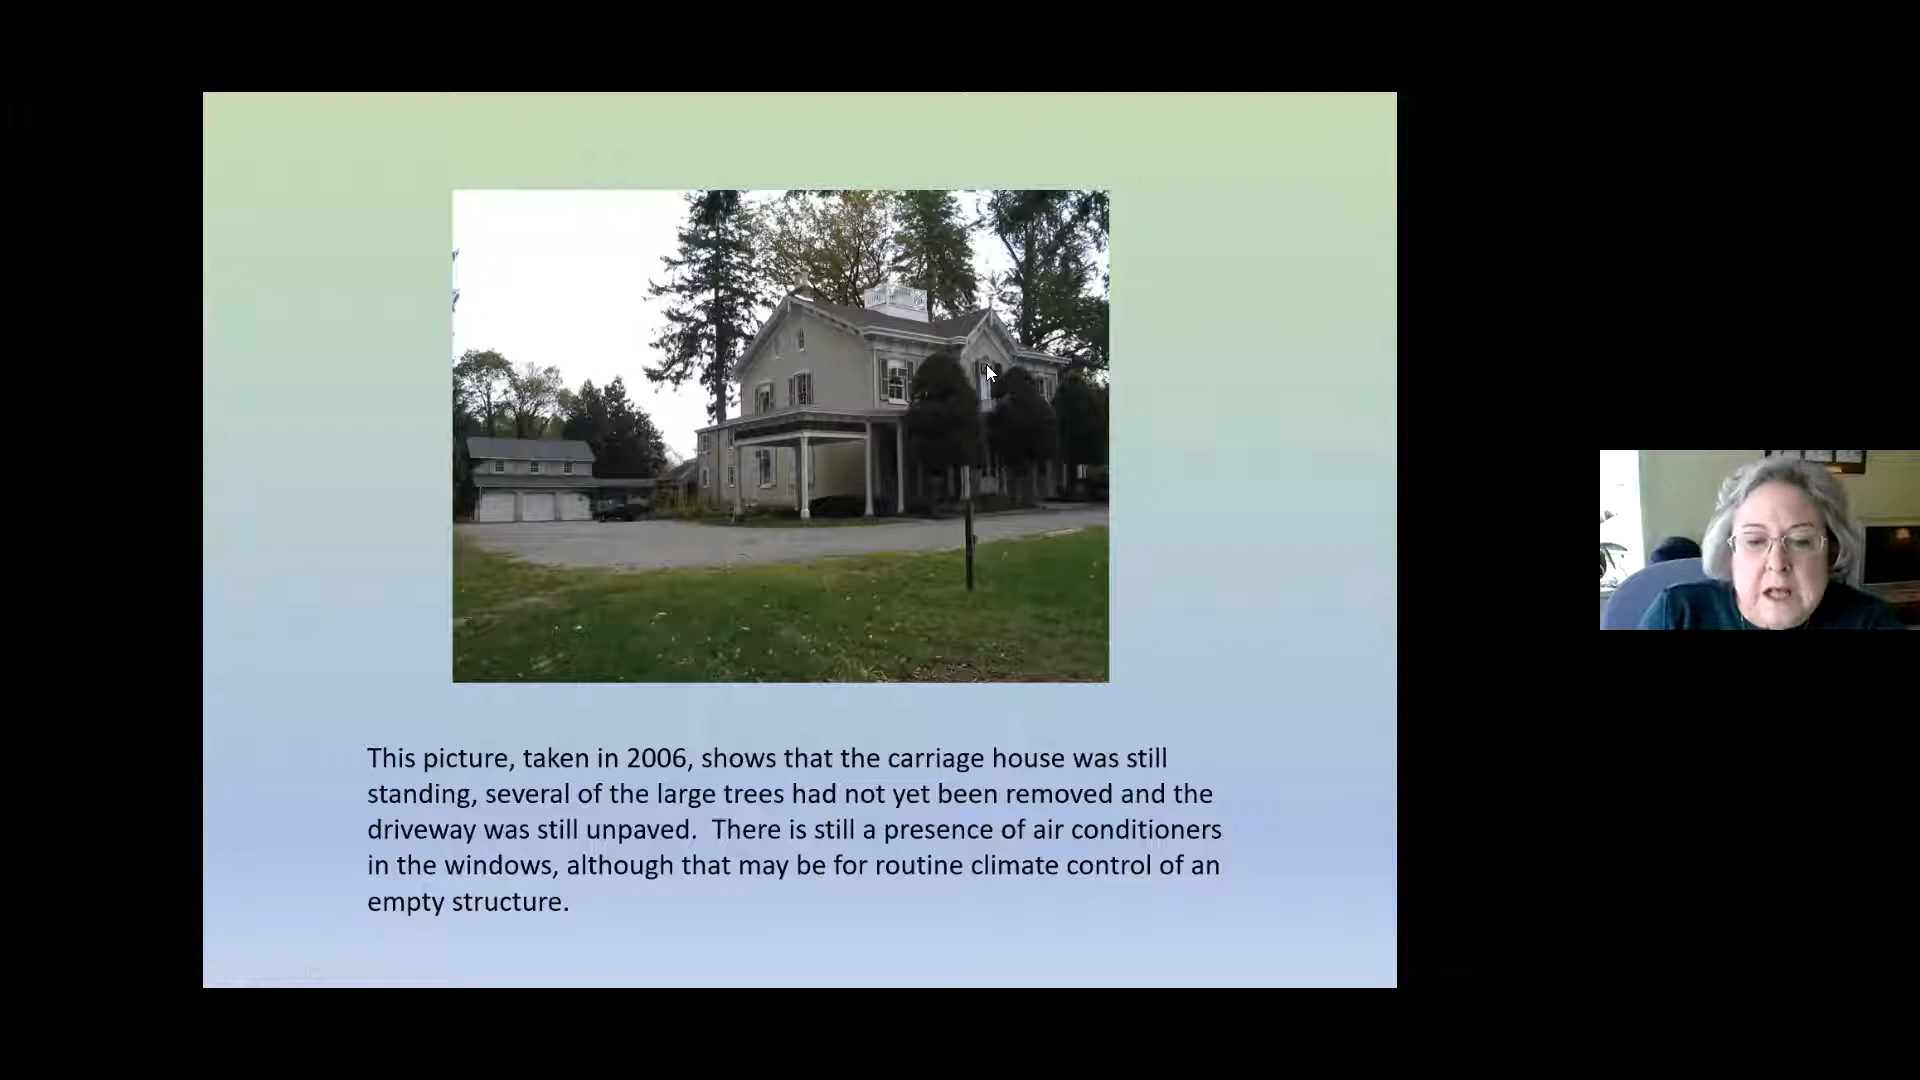 This picture, taken in 2006, shows that the carriage house was still
standing, several of the large trees had not yet been removed and the
driveway was still unpaved.  There is still a presence of air conditioners
in the windows, although that may be for routine climate control of an
empty structure.